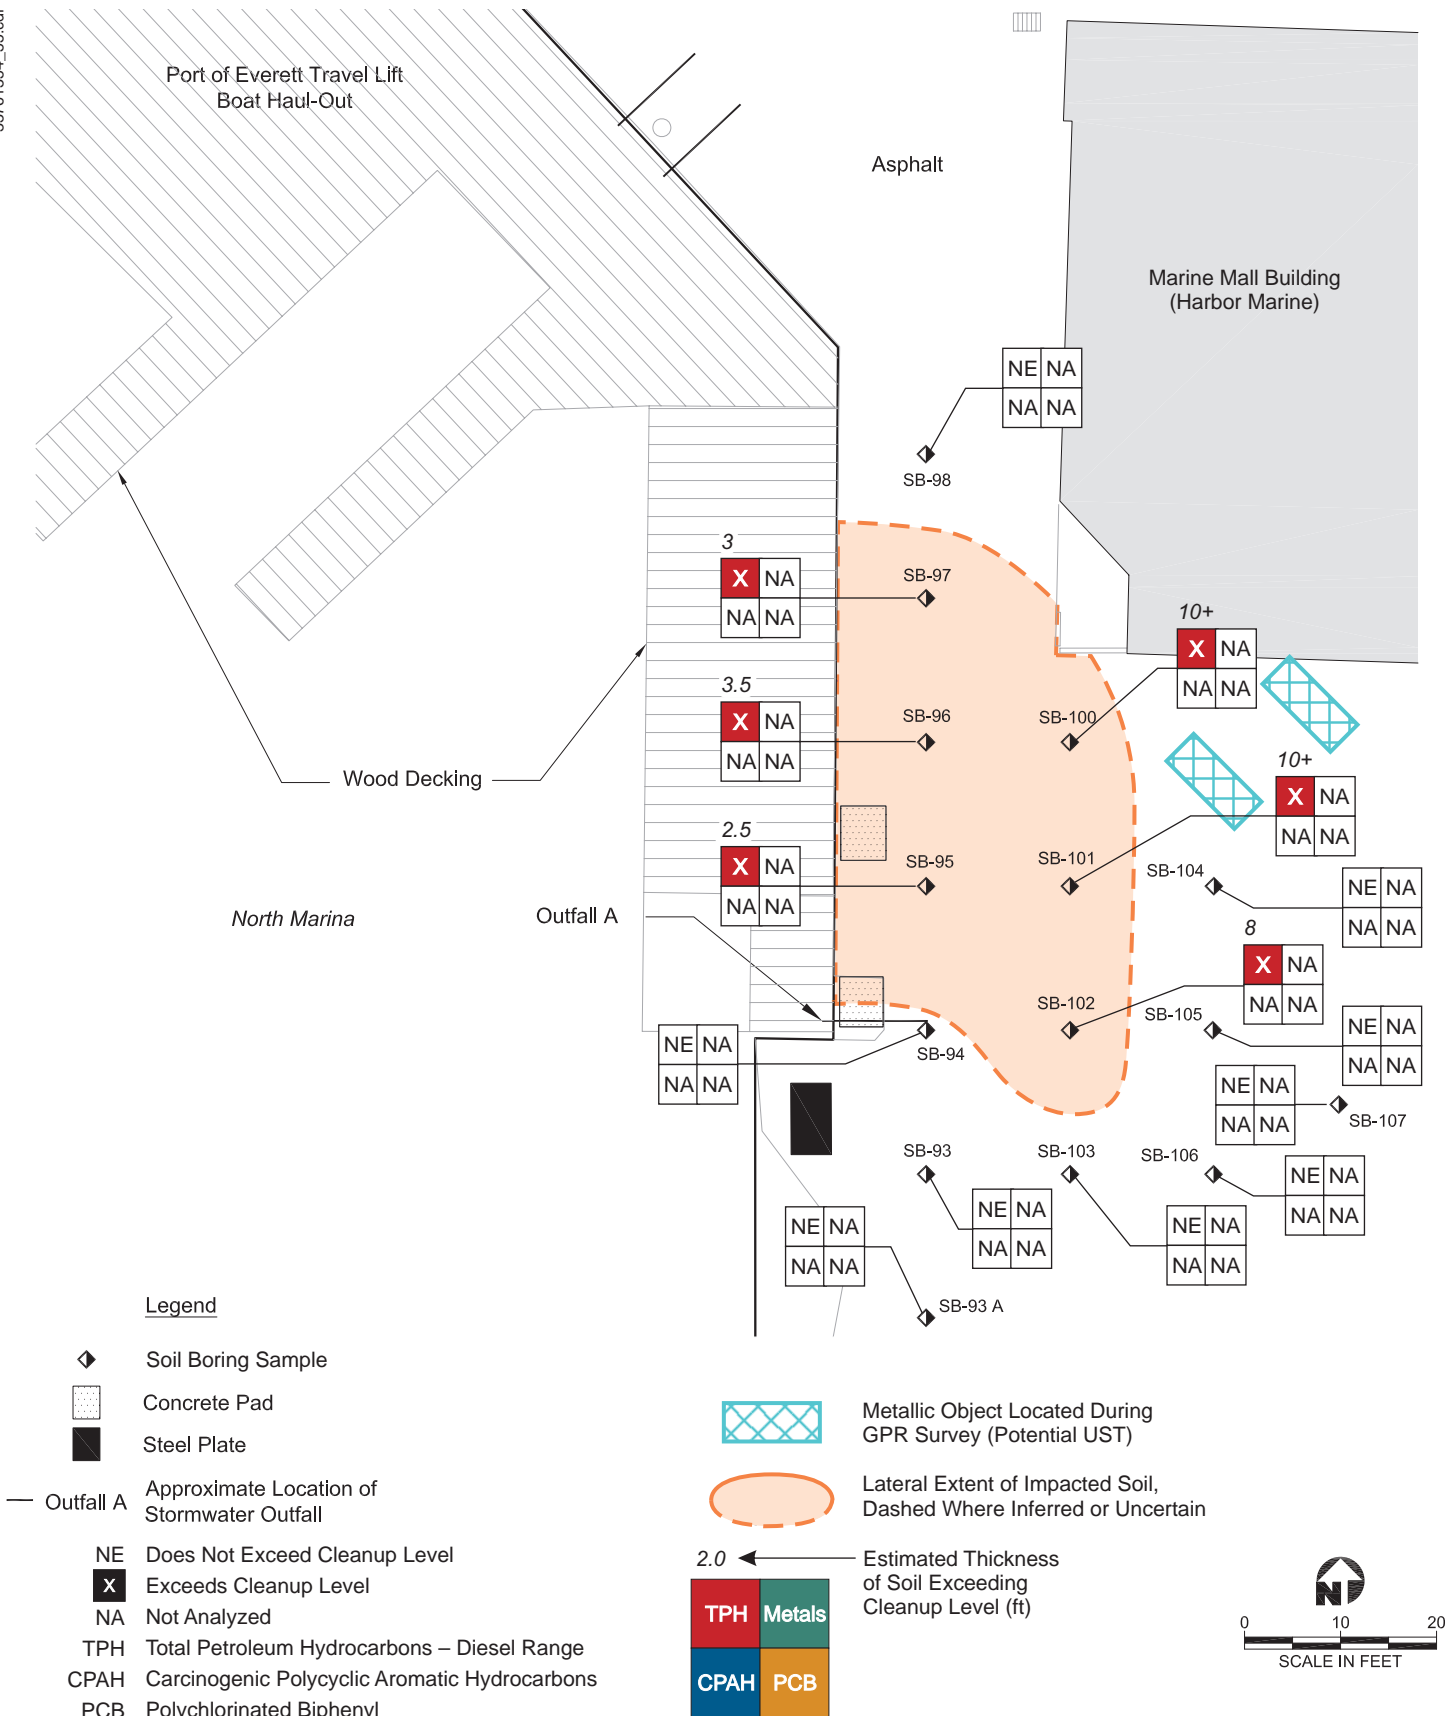 Port of Everett Travel Lift
Boat Haul-Out
Asphalt
Marine Mall Building
(Harbor Marine)
NE NA
NA NA
SB-98
3
X NA
NA NA
SB-97
10+
X NA
NA NA
3.5
X NA
NA NA
SB-96
SB-100
Wood Decking
10+
X NA
NA NA
2.5
X NA
NA NA
SB-95
SB-101
SB-104
NE NA
NA NA
North Marina
Outfall A
8
X NA
NA NA
SB-102
SB-105
NE NA
NA NA
NE NA
NA NA
SB-94
NE NA
NA NA
SB-107
SB-93
SB-103
SB-106
NE NA
NA NA
NE NA
NA NA
NE NA
NA NA
NE NA
NA NA
SB-93 A
Legend
Soil Boring Sample
Concrete Pad
Steel Plate
Outfall A Approximate Location of
Stormwater Outfall
NE Does Not Exceed Cleanup Level
X Exceeds Cleanup Level
NA Not Analyzed
TPH Total Petroleum Hydrocarbons – Diesel Range
CPAH Carcinogenic Polycyclic Aromatic Hydrocarbons
PCB Polychlorinated Biphenyl
Metallic Object Located During
GPR Survey (Potential UST)
Lateral Extent of Impacted Soil,
Dashed Where Inferred or Uncertain
2.0
Estimated Thickness
of Soil Exceeding
Cleanup Level (ft)
TPH Metals
CPAH PCB
N
0 10 20
SCALE IN FEET